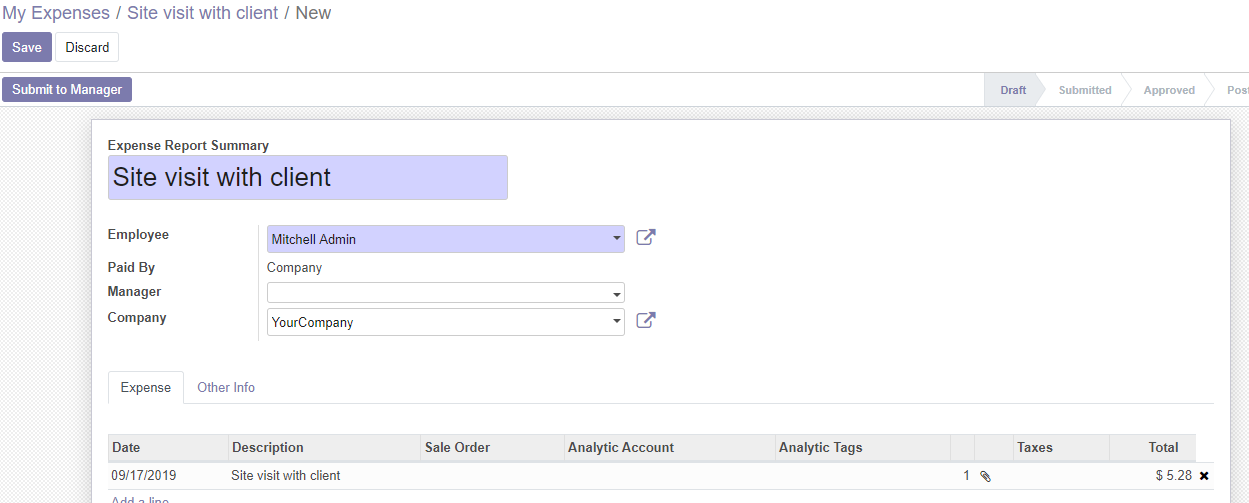 My Expenses / Site visit with client / New
Save Discard
Submit to Manager Draft Submitted Approved Post
Expense Report Summary
Site visit with client
Employee Mitchell Admin
Paid By Company
Manager
Company YourCompany
Expense Other Info
Date Description Sale Order Analytic Account Analytic Tags Taxes Total
09/17/2019 Site visit with client 1 $ 5.28
Add a line